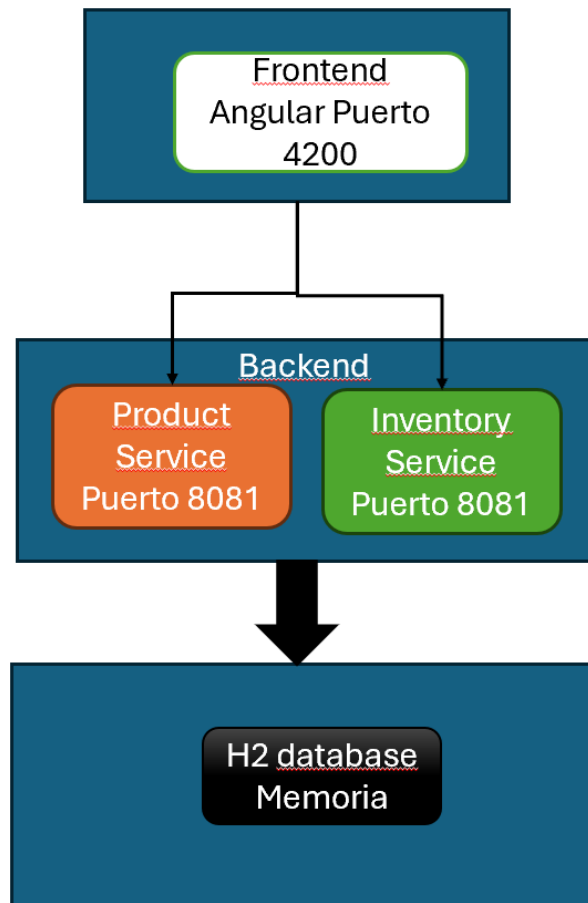 Frontend
Angular Puerto
4200
Backend
Product
Service
Puerto 8081
Inventory
Service
Puerto 8081
H2 database
Memoria